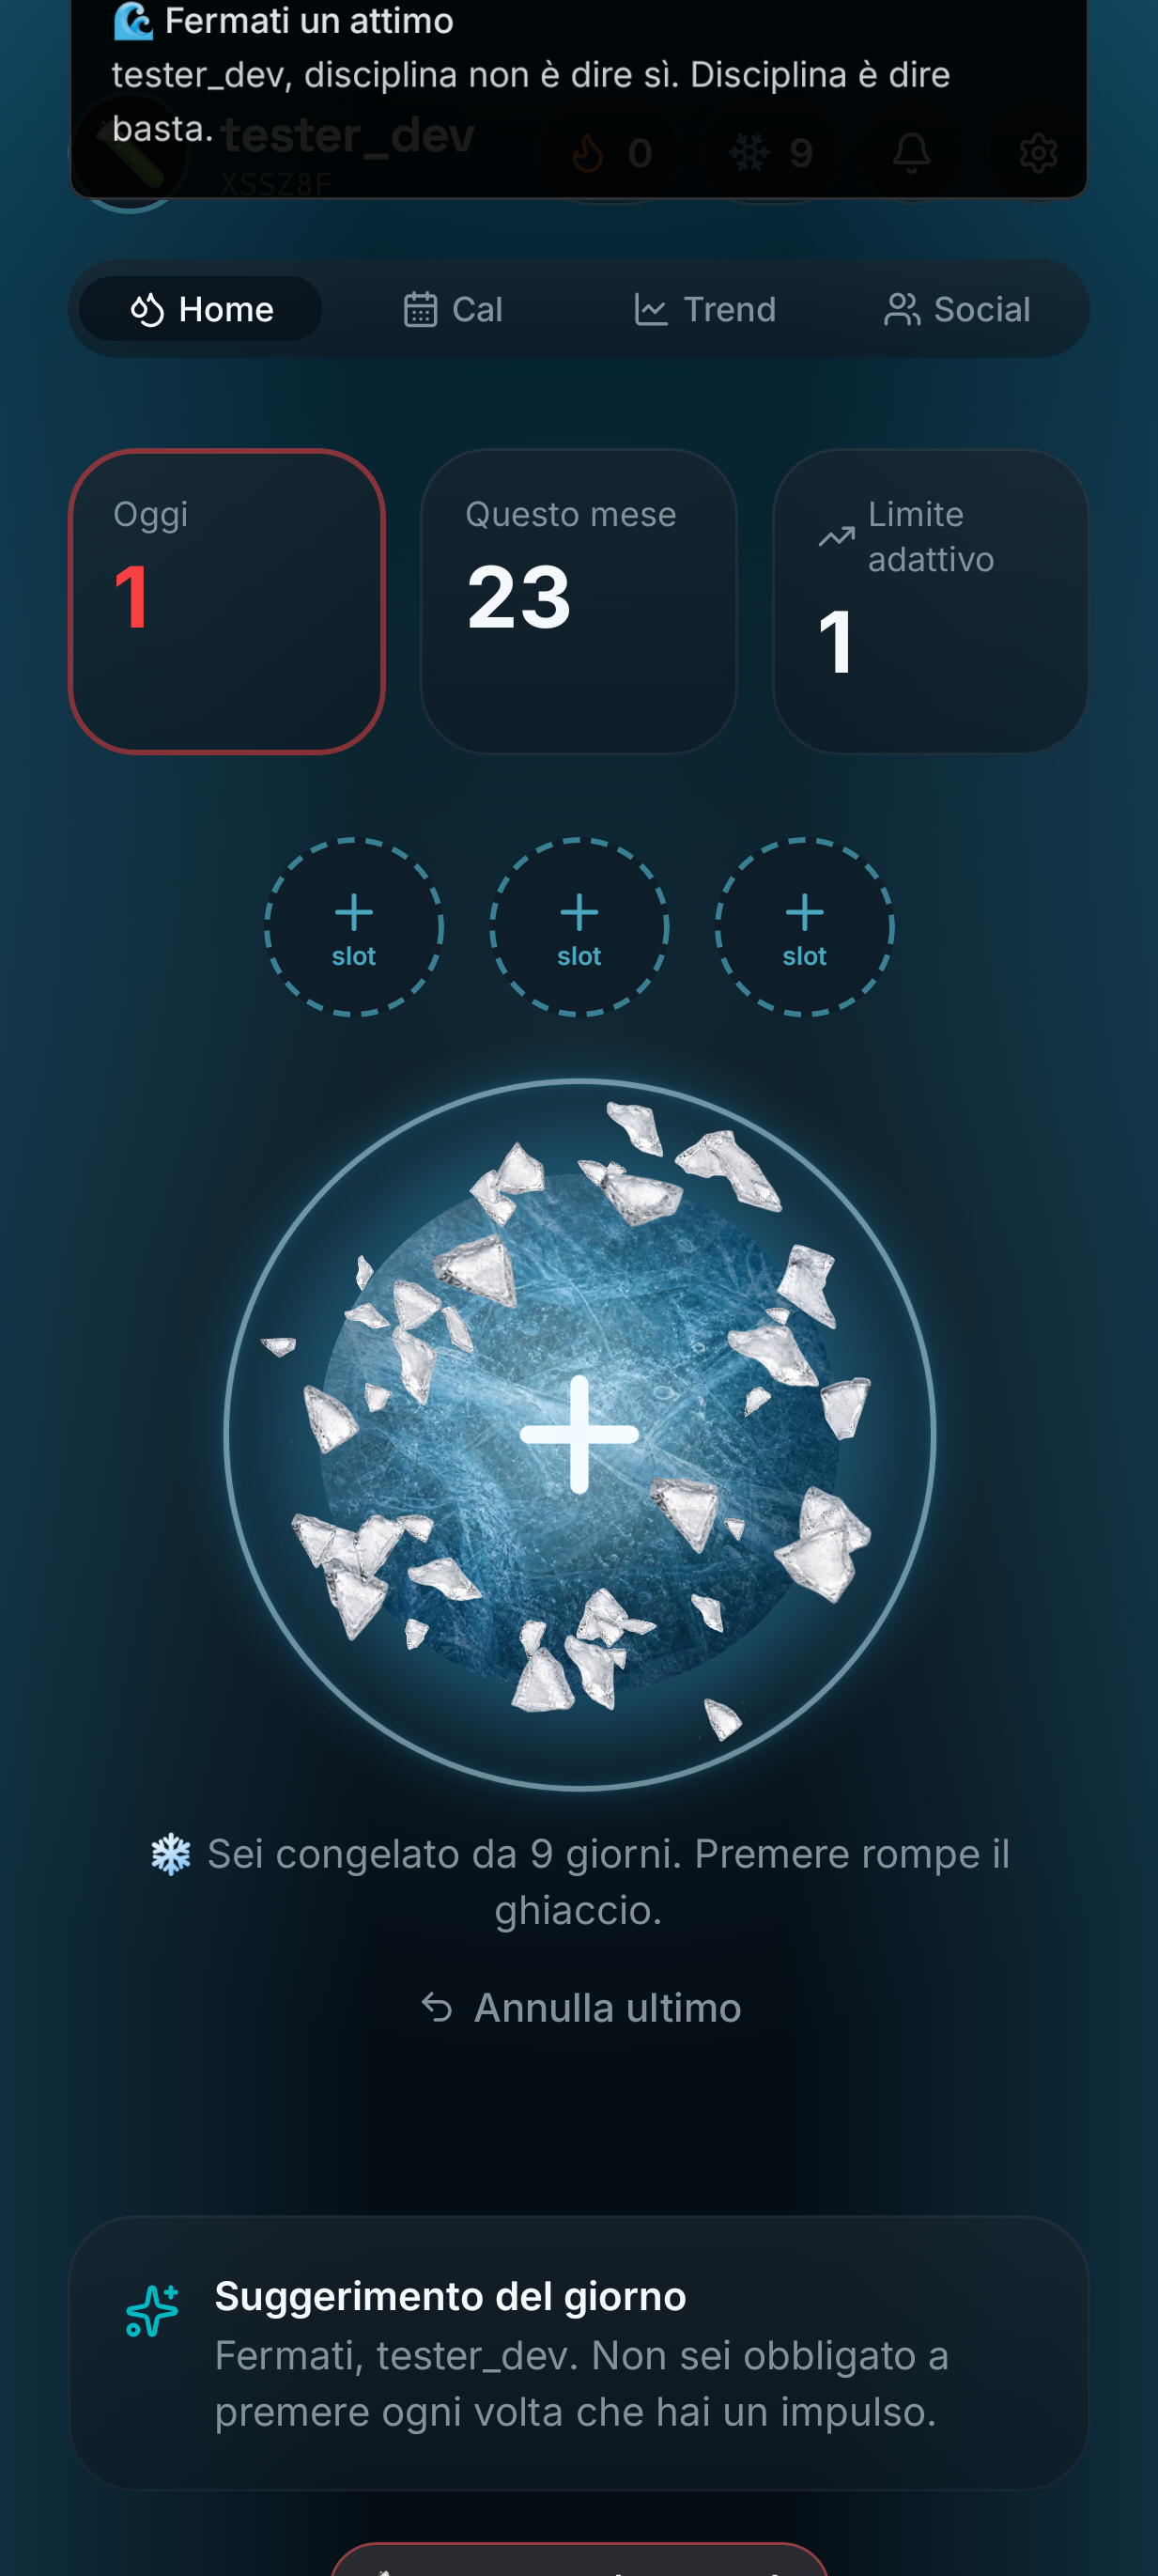 🌊 Fermati un attimo
tester_dev, disciplina non è dire sì. Disciplina è dire
basta.
tester_dev
XSSZ8F
0
9
Home
Cal
Trend
Social
Oggi
1
Questo mese
23
Limite
adattivo
1
slot
slot
slot
❄️ Sei congelato da 9 giorni. Premere rompe il
ghiaccio.
Annulla ultimo
Suggerimento del giorno
Fermati, tester_dev. Non sei obbligato a
premere ogni volta che hai un impulso.